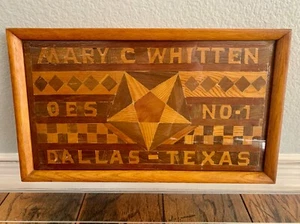 MARY C WHITTEN
OES NO·1
DALLAS-TEXAS